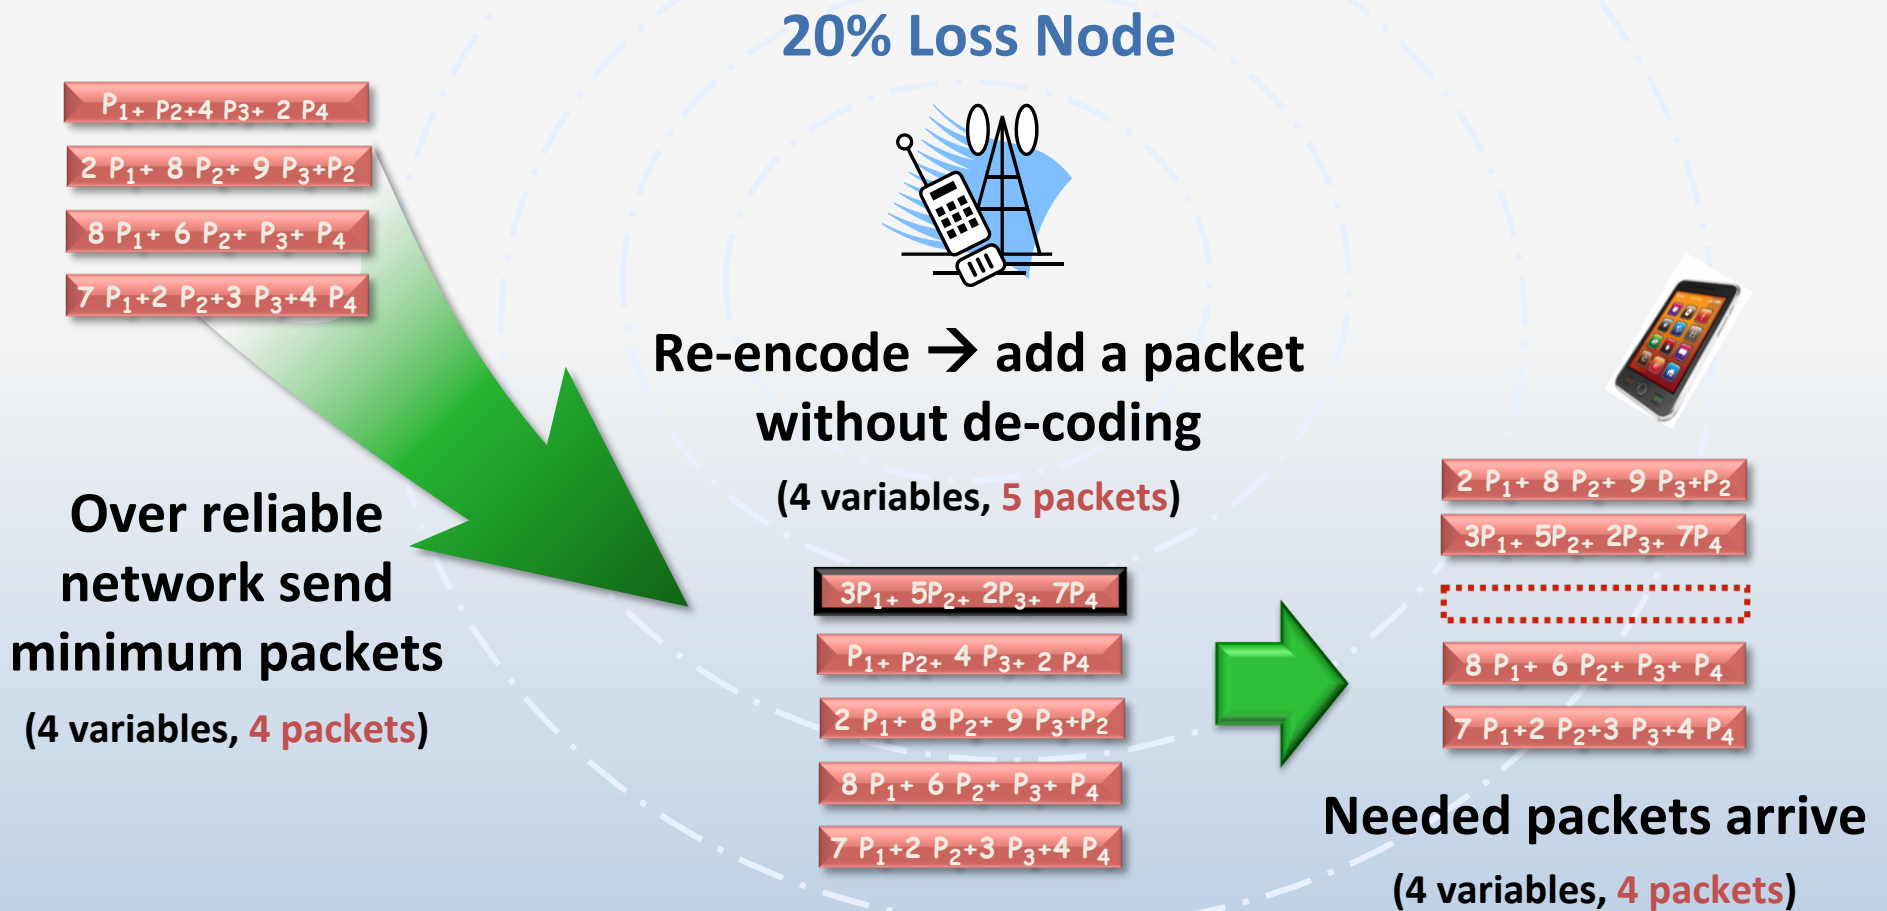 20% Loss Node
P1+ P2+4 P3+ 2 P4
2 P1+ 8 P2+ 9 P3+P2
8 P1+ 6 P2+ P3+ P4
7 P1+2 P2+3 P3+4 P4
Over reliable
network send
minimum packets
(4 variables, 4 packets)
Re-encode → add a packet
without de-coding
(4 variables, 5 packets)
3P1+ 5P2+ 2P3+ 7P4
P1+ P2+ 4 P3+ 2 P4
2 P1+ 8 P2+ 9 P3+P2
8 P1+ 6 P2+ P3+ P4
7 P1+2 P2+3 P3+4 P4
2 P1+ 8 P2+ 9 P3+P2
3P1+ 5P2+ 2P3+ 7P4
8 P1+ 6 P2+ P3+ P4
7 P1+2 P2+3 P3+4 P4
Needed packets arrive
(4 variables, 4 packets)